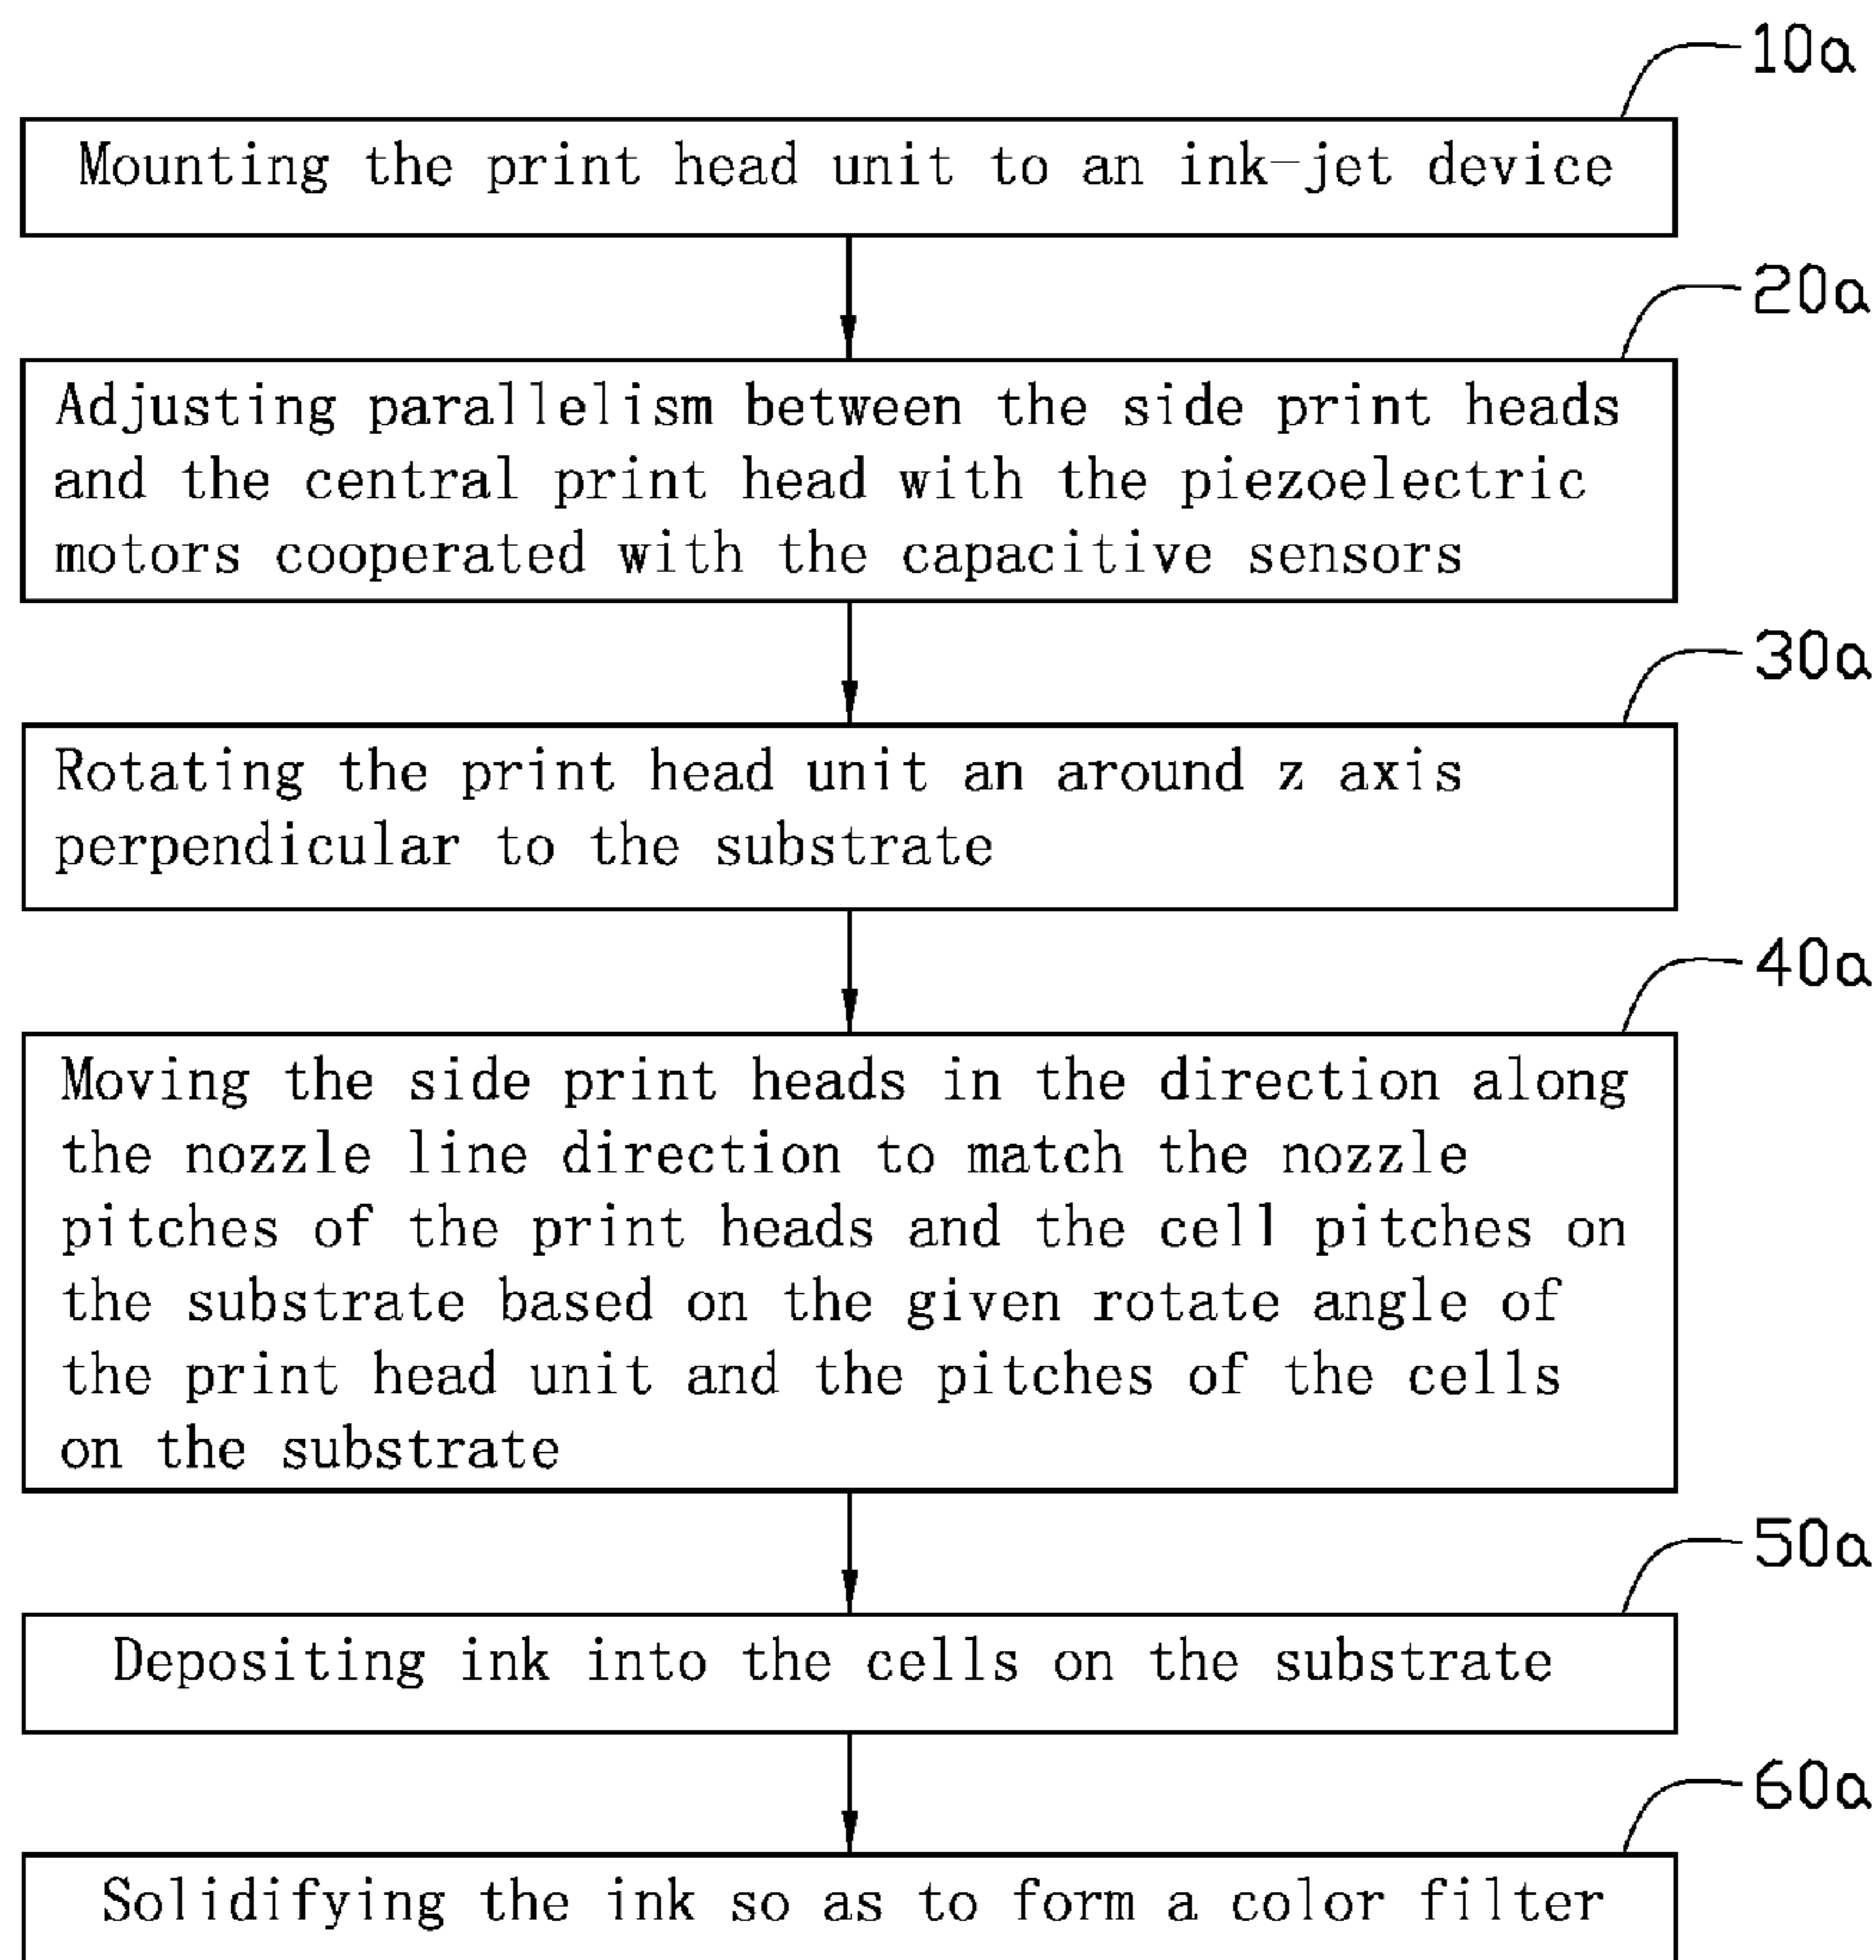 10a
Mounting the print head unit to an ink-jet device
20a
Adjusting parallelism between the side print heads
and the central print head with the piezoelectric
motors cooperated with the capacitive sensors
30a
Rotating the print head unit an around z axis
perpendicular to the substrate
40a
Moving the side print heads in the direction along
the nozzle line direction to match the nozzle
pitches of the print heads and the cell pitches on
the substrate based on the given rotate angle of
the print head unit and the pitches of the cells
on the substrate
50a
Depositing ink into the cells on the substrate
60a
Solidifying the ink so as to form a color filter